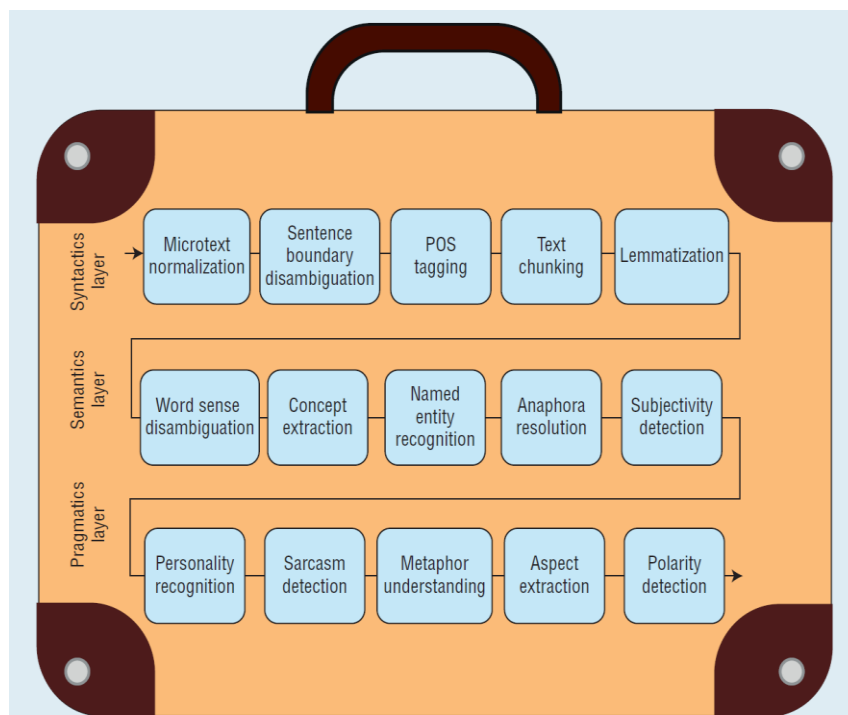 Syntactics
layer
Microtext
normalization
Sentence
boundary
disambiguation
POS
tagging
Text
chunking
Lemmatization
Semantics
layer
Word sense
disambiguation
Concept
extraction
Named
entity
recognition
Anaphora
resolution
Subjectivity
detection
Pragmatics
layer
Personality
recognition
Sarcasm
detection
Metaphor
understanding
Aspect
extraction
Polarity
detection